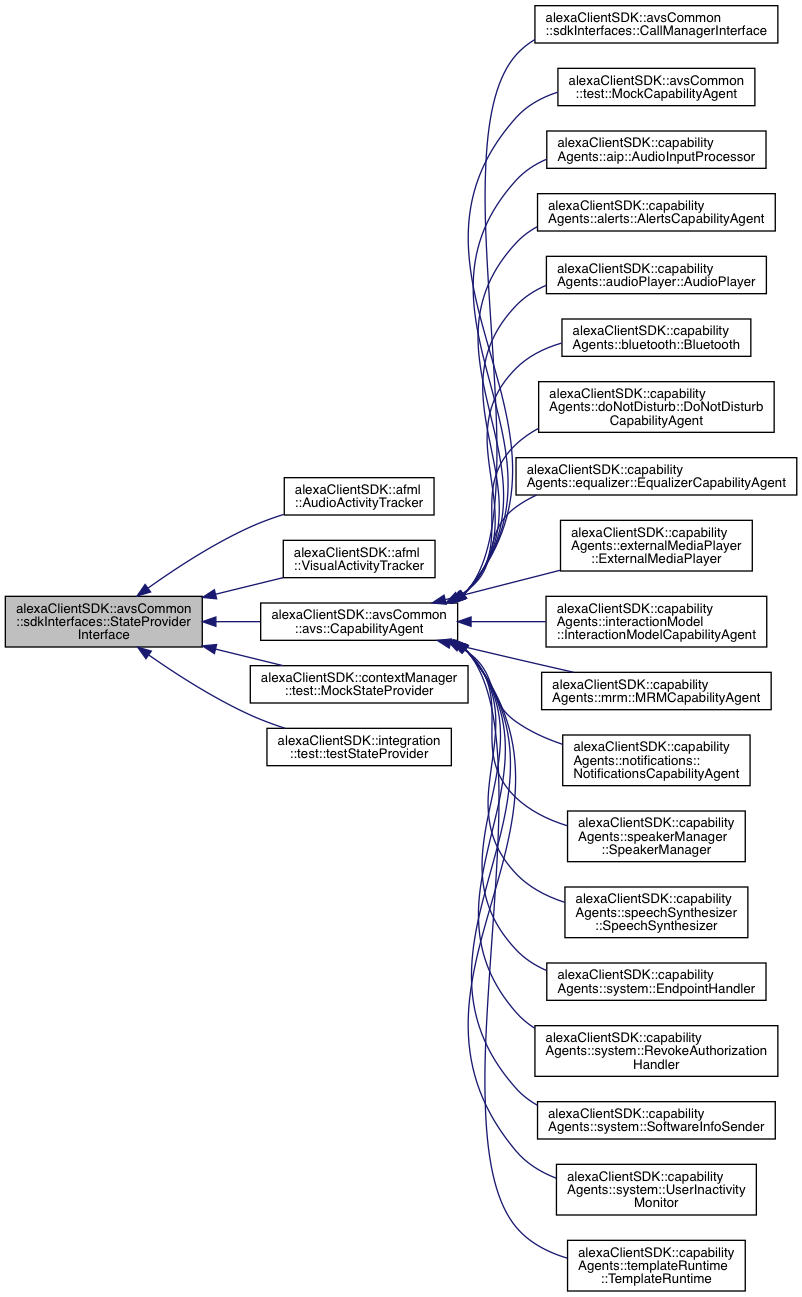 alexaClientSDK::avsCommon
::sdkInterfaces::CallManagerInterface
alexaClientSDK::avsCommon
::test::MockCapabilityAgent
alexaClientSDK::capability
Agents::aip::AudioInputProcessor
alexaClientSDK::capability
Agents::alerts::AlertsCapabilityAgent
alexaClientSDK::capability
Agents::audioPlayer::AudioPlayer
alexaClientSDK::capability
Agents::bluetooth::Bluetooth
alexaClientSDK::capability
Agents::doNotDisturb::DoNotDisturb
CapabilityAgent
alexaClientSDK::capability
Agents::equalizer::EqualizerCapabilityAgent
alexaClientSDK::afml
::AudioActivityTracker
alexaClientSDK::capability
Agents::externalMediaPlayer
::ExternalMediaPlayer
alexaClientSDK::afml
::VisualActivityTracker
alexaClientSDK::avsCommon
::sdkInterfaces::StateProvider
Interface
alexaClientSDK::avsCommon
::avs::CapabilityAgent
alexaClientSDK::capability
Agents::interactionModel
::InteractionModelCapabilityAgent
alexaClientSDK::contextManager
::test::MockStateProvider
alexaClientSDK::capability
Agents::mrm::MRMCapabilityAgent
alexaClientSDK::integration
::test::testStateProvider
alexaClientSDK::capability
Agents::notifications::
NotificationsCapabilityAgent
alexaClientSDK::capability
Agents::speakerManager
::SpeakerManager
alexaClientSDK::capability
Agents::speechSynthesizer
::SpeechSynthesizer
alexaClientSDK::capability
Agents::system::EndpointHandler
alexaClientSDK::capability
Agents::system::RevokeAuthorization
Handler
alexaClientSDK::capability
Agents::system::SoftwareInfoSender
alexaClientSDK::capability
Agents::system::UserInactivity
Monitor
alexaClientSDK::capability
Agents::templateRuntime
::TemplateRuntime